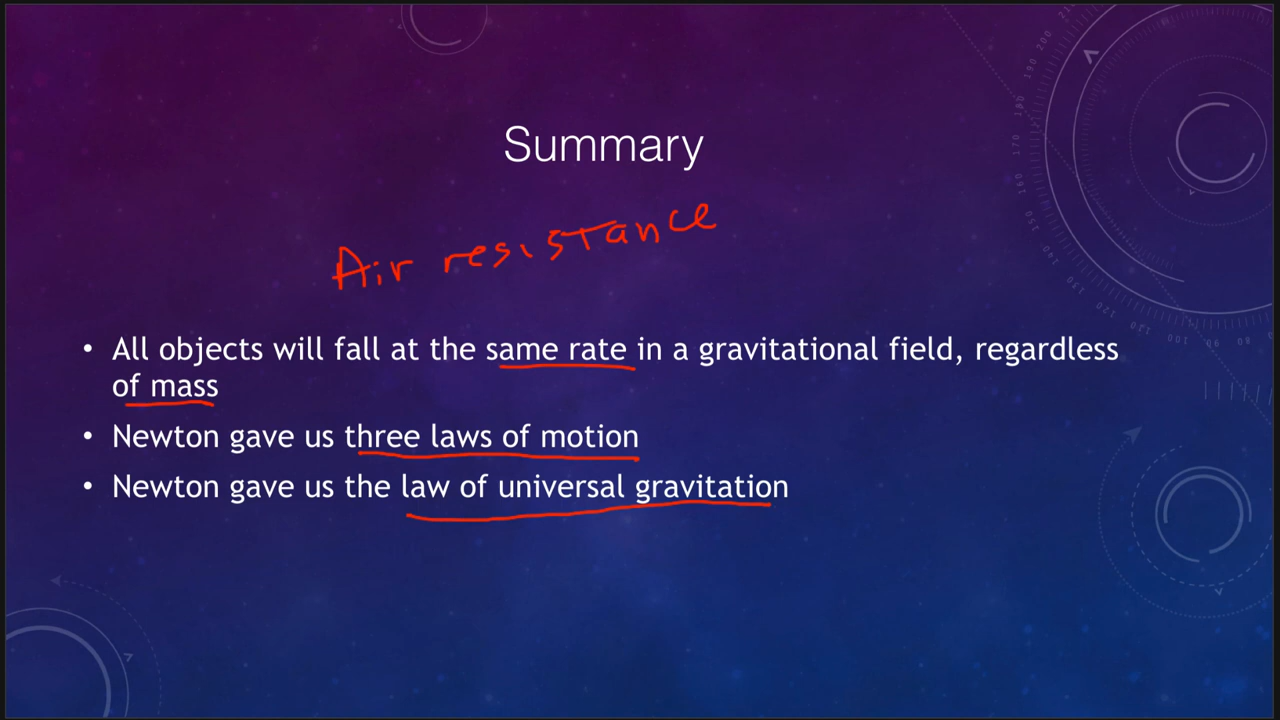 Summary
Air resistance
• All objects will fall at the same rate in a gravitational field, regardless
of mass
• Newton gave us three laws of motion
• Newton gave us the law of universal gravitation